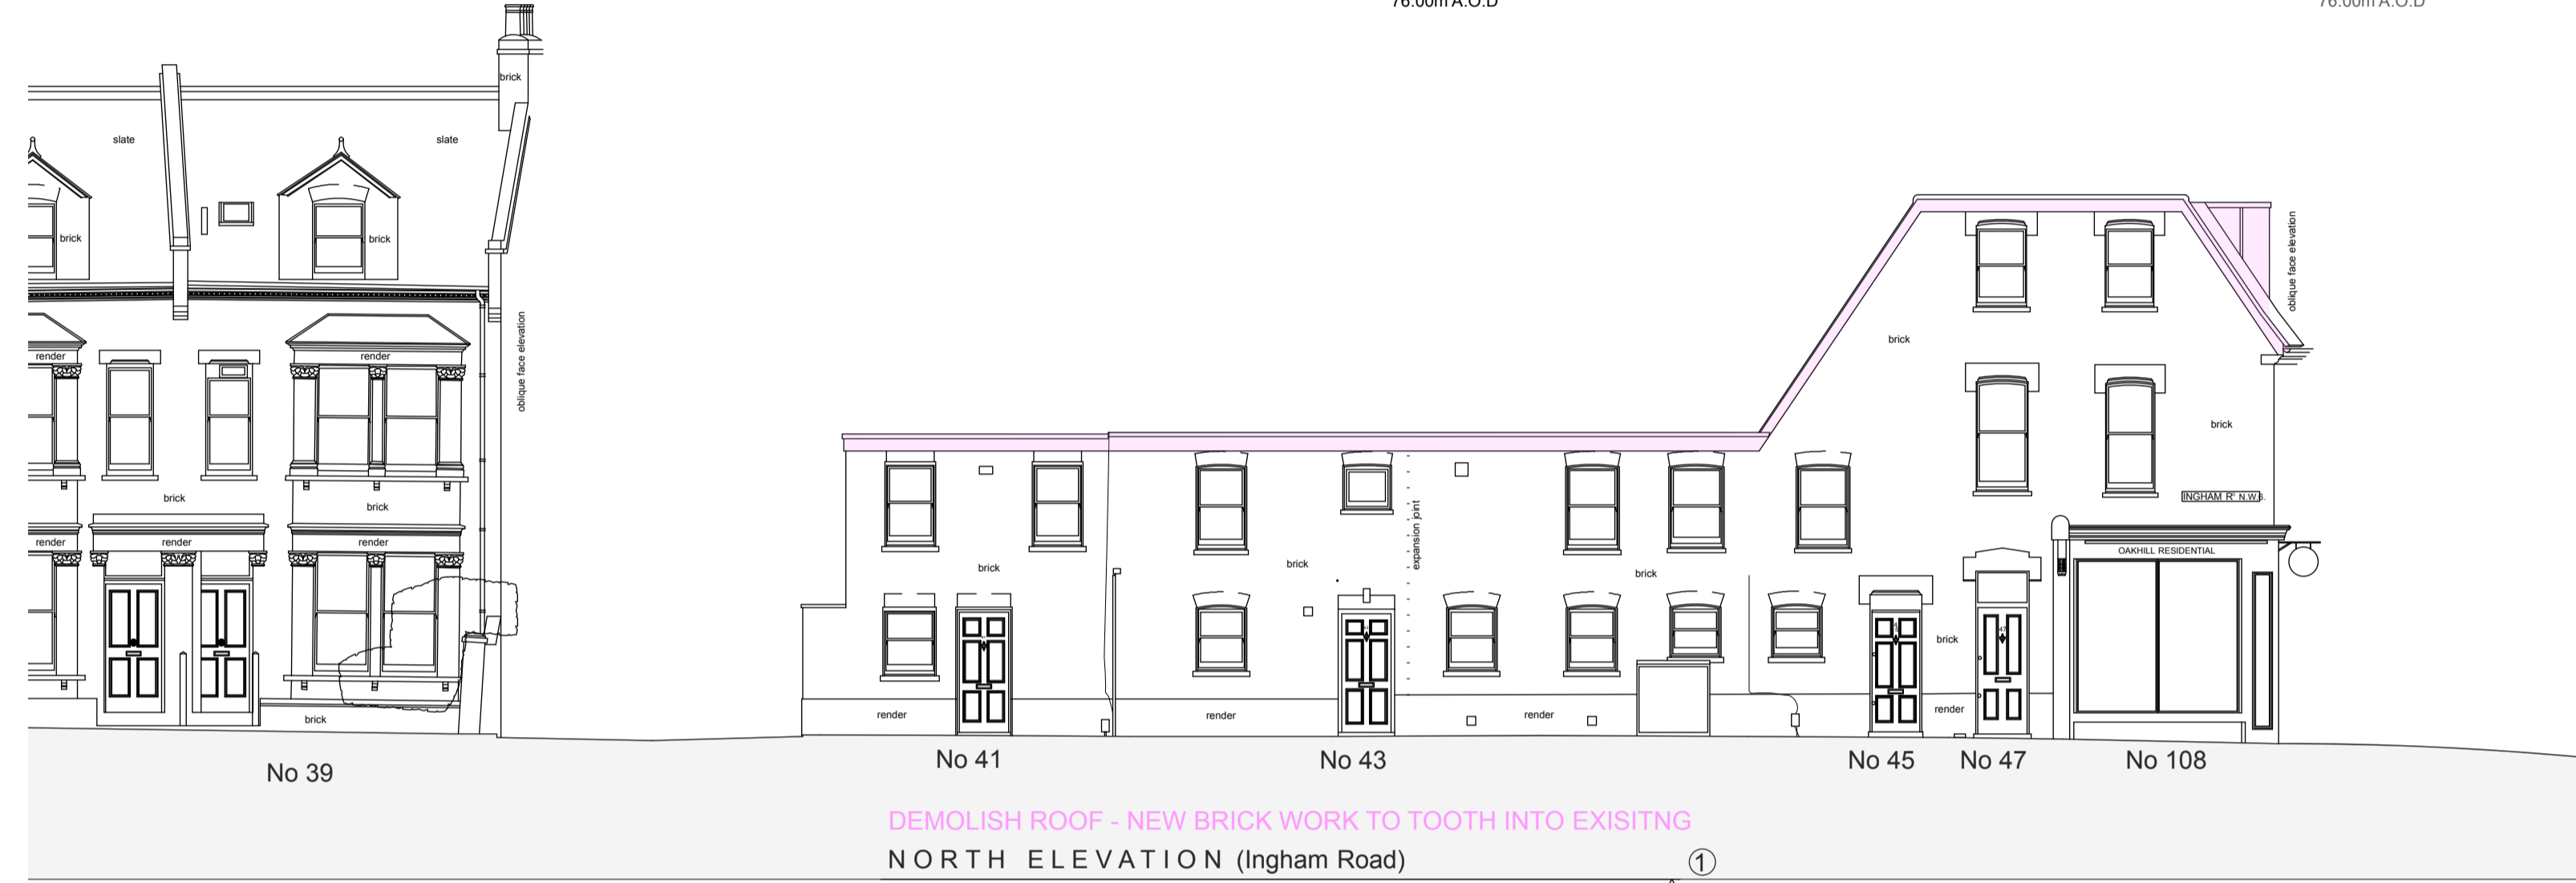 76.00m A.O.D
76.00m A.O.D
brick
slate
slate
brick
brick
oblique face elevation
oblique face elevation
render
render
brick
brick
brick
brick
INGHAM Rᴰ N.W.6.
expansion joint
render
render
render
OAKHILL RESIDENTIAL
brick
brick
brick
47
brick
render
brick
render
render
render
No 39
No 41
No 43
No 45
No 47
No 108
DEMOLISH ROOF - NEW BRICK WORK TO TOOTH INTO EXISITNG
NORTH ELEVATION (Ingham Road)
1